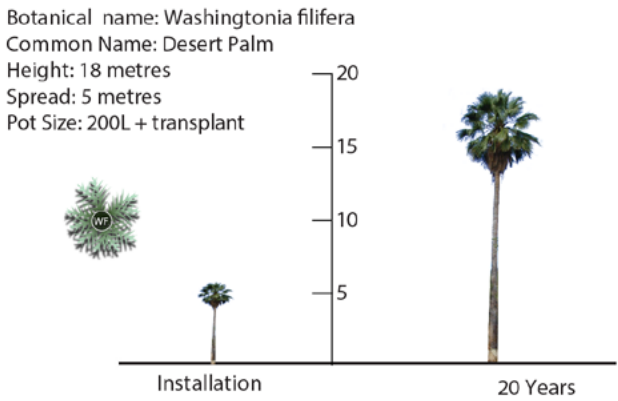 Botanical name: Washingtonia filifera
Common Name: Desert Palm
Height: 18 metres
Spread: 5 metres
Pot Size: 200L + transplant
20
15
WF
10
5
Installation
20 Years